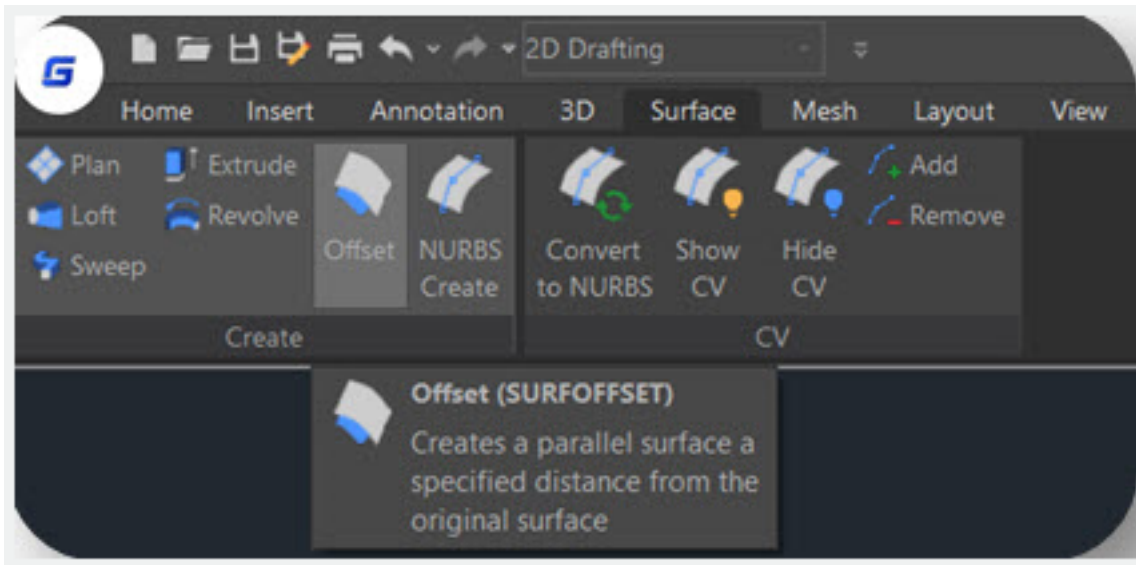 G
2D Drafting
Home Insert Annotation 3D Surface Mesh Layout View
Plan Extrude
Loft Revolve
Sweep
Offset
NURBS
Create
Convert
to NURBS
Show
CV
Hide
CV
Add
Remove
Create CV
Offset (SURFOFFSET)
Creates a parallel surface a
specified distance from the
original surface